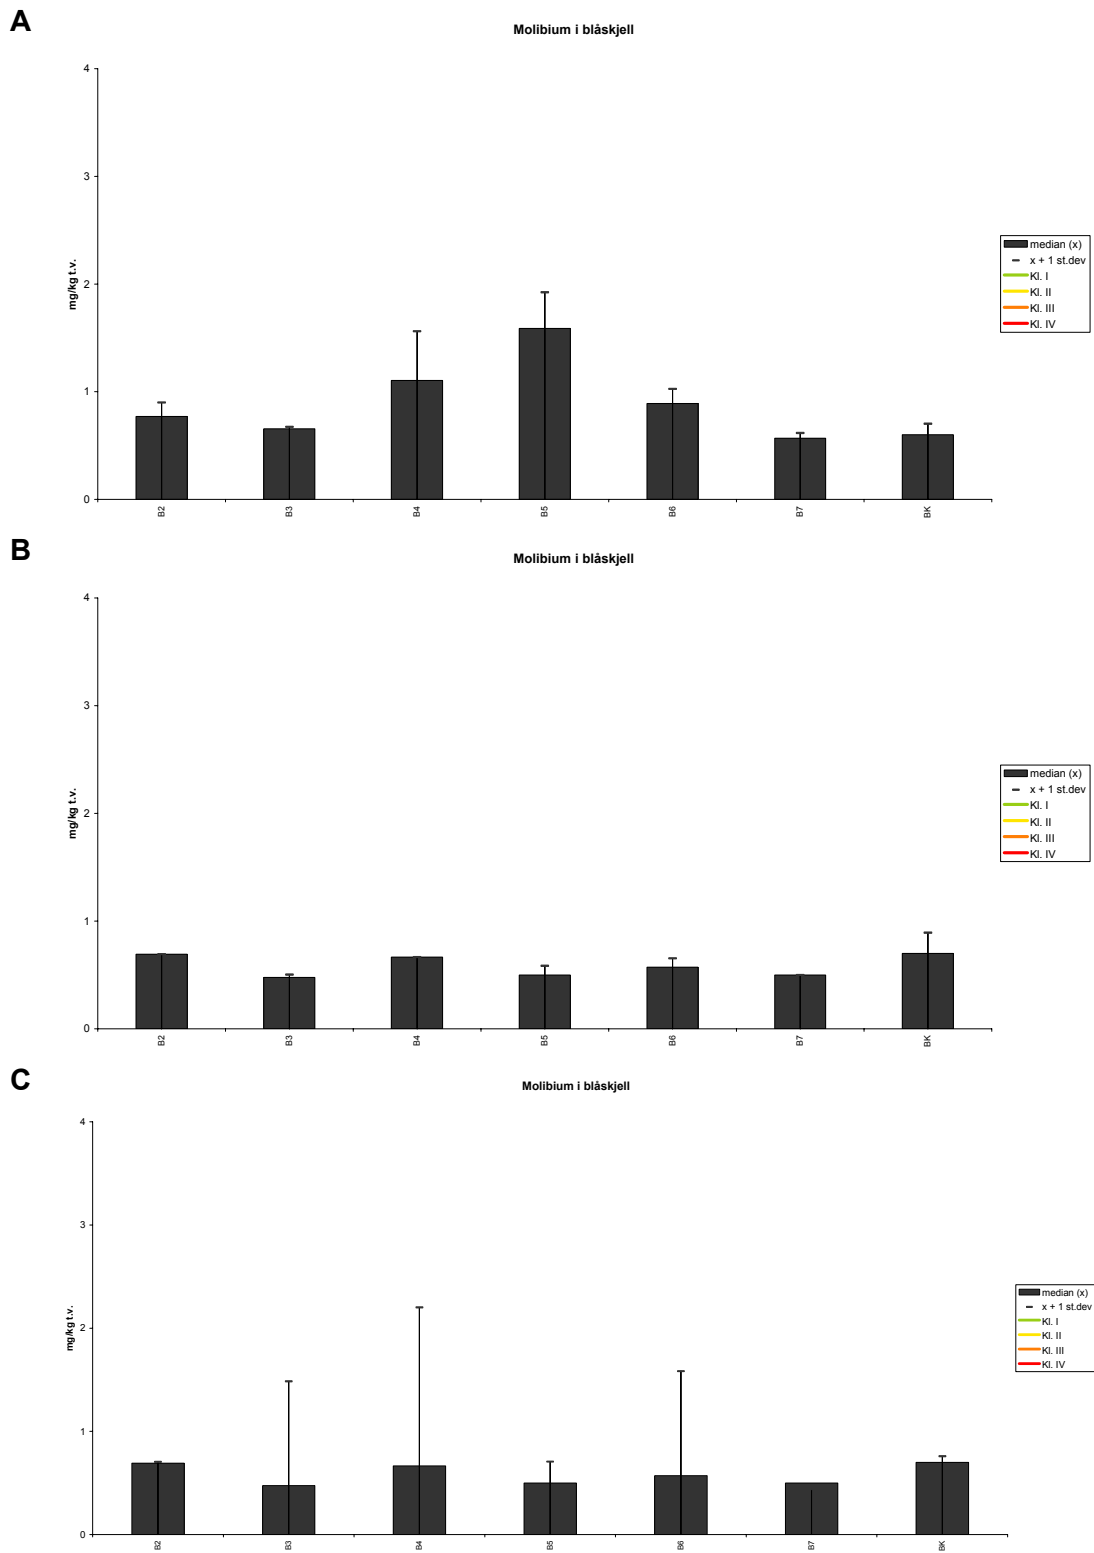 A
Molibium i blåskjell
4
3
2
1
0
mg/kg t.v.
B2 B3 B4 B5 B6 B7 BK
median (x)
x + 1 st.dev
Kl. I
Kl. II
Kl. III
Kl. IV
B
Molibium i blåskjell
4
3
2
1
0
mg/kg t.v.
B2 B3 B4 B5 B6 B7 BK
median (x)
x + 1 st.dev
Kl. I
Kl. II
Kl. III
Kl. IV
C
Molibium i blåskjell
4
3
2
1
0
mg/kg t.v.
B2 B3 B4 B5 B6 B7 BK
median (x)
x + 1 st.dev
Kl. I
Kl. II
Kl. III
Kl. IV